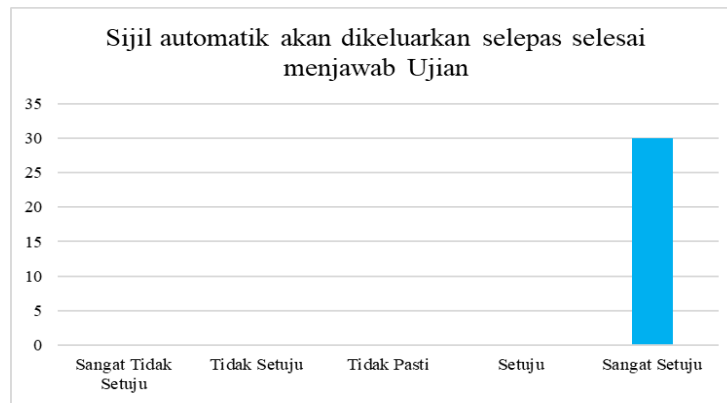 Sijil automatik akan dikeluarkan selepas selesai
menjawab Ujian
35
30
25
20
15
10
5
0
Sangat Tidak
Setuju
Tidak Setuju
Tidak Pasti
Setuju
Sangat Setuju